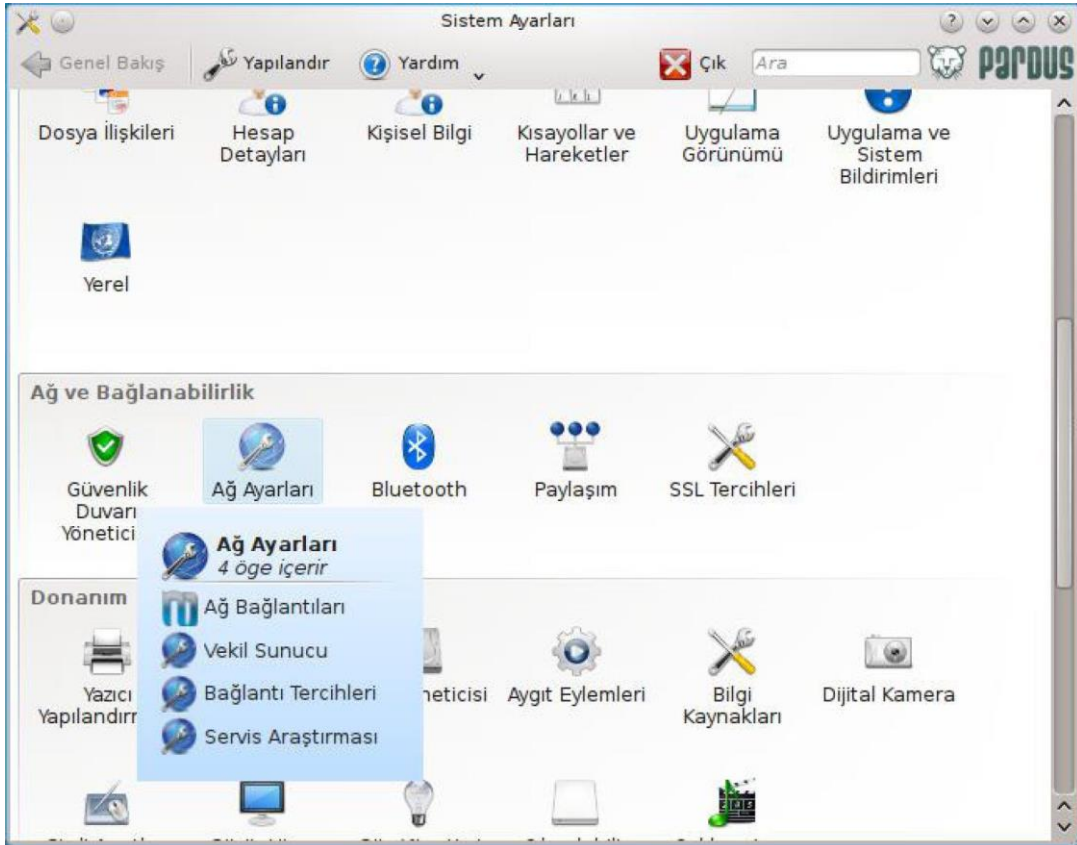 Sistem Ayarları
Genel Bakış Yapılandır Yardım Çık Ara PARDUS
Dosya İlişkileri
Hesap
Detayları
Kişisel Bilgi
Kısayollar ve
Hareketler
Uygulama
Görünümü
Uygulama ve
Sistem
Bildirimleri
Yerel
Ağ ve Bağlanabilirlik
Güvenlik
Duvarı
Yönetici
Ağ Ayarları
Bluetooth
Paylaşım
SSL Tercihleri
Ağ Ayarları
4 öge içerir
Ağ Bağlantıları
Vekil Sunucu
Bağlantı Tercihleri
Servis Araştırması
Donanım
Yazıcı
Yapılandırr
neticisi
Aygıt Eylemleri
Bilgi
Kaynakları
Dijital Kamera